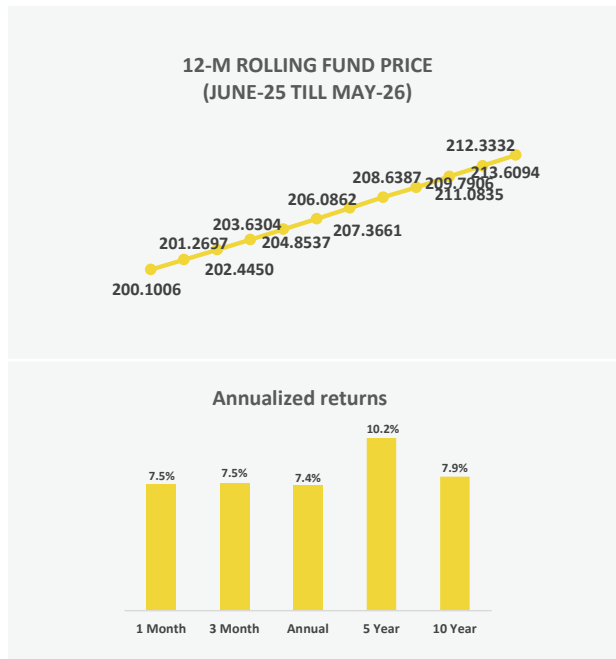 12-M ROLLING FUND PRICE
(JUNE-25 TILL MAY-26)
200.1006
201.2697
202.4450
203.6304
204.8537
206.0862
207.3661
208.6387
209.7906
211.0835
212.3332
213.6094
Annualized returns
7.5%
7.5%
7.4%
10.2%
7.9%
1 Month
3 Month
Annual
5 Year
10 Year